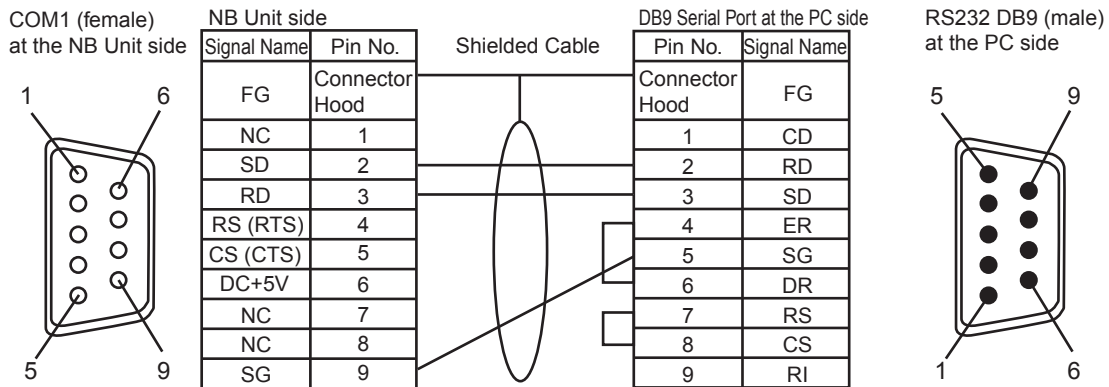 COM1 (female)
at the NB Unit side
1 6
5 9
NB Unit side
Signal Name Pin No.
FG Connector
Hood
NC 1
SD 2
RD 3
RS (RTS) 4
CS (CTS) 5
DC+5V 6
NC 7
NC 8
SG 9
Shielded Cable
DB9 Serial Port at the PC side
Pin No. Signal Name
Connector
Hood FG
1 CD
2 RD
3 SD
4 ER
5 SG
6 DR
7 RS
8 CS
9 RI
RS232 DB9 (male)
at the PC side
5 9
1 6